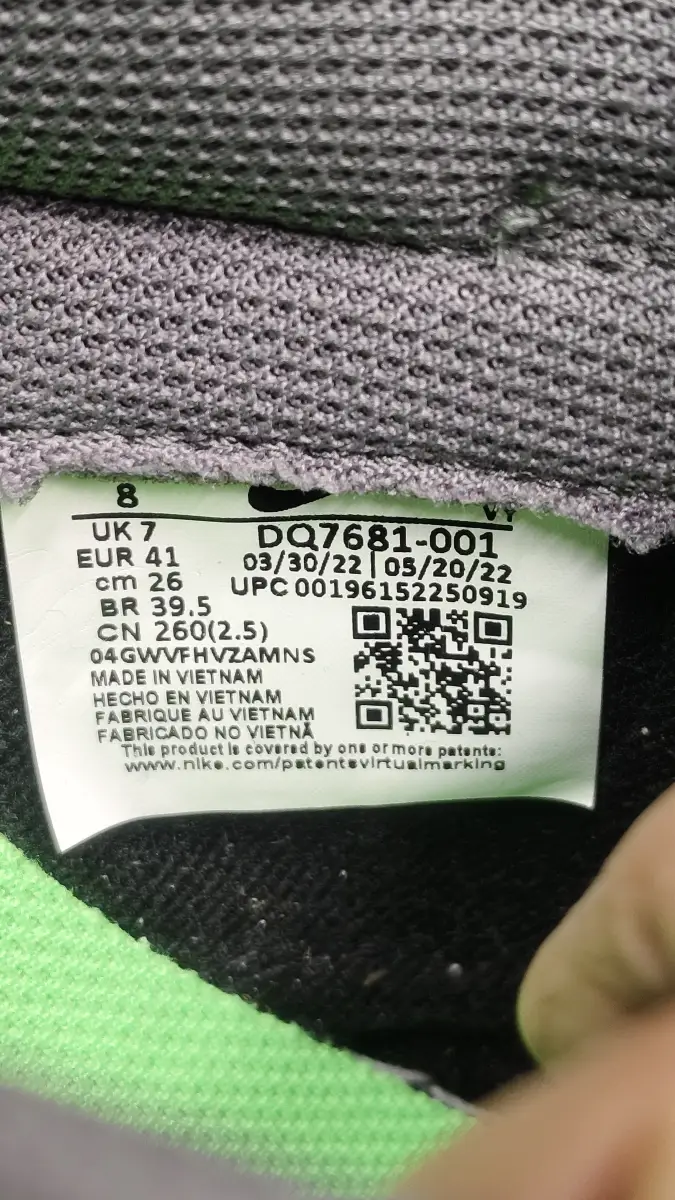 8
UK 7
EUR 41
cm 26
BR 39.5
CN 260(2.5)
04GWVFHVZAMNS
MADE IN VIETNAM
HECHO EN VIETNAM
FABRIQUE AU VIETNAM
FABRICADO NO VIETNÃ
VY
DQ7681-001
03/30/22 | 05/20/22
UPC 00196152250919
This product is covered by one or more patents:
www.nike.com/patentsvirtualmarking